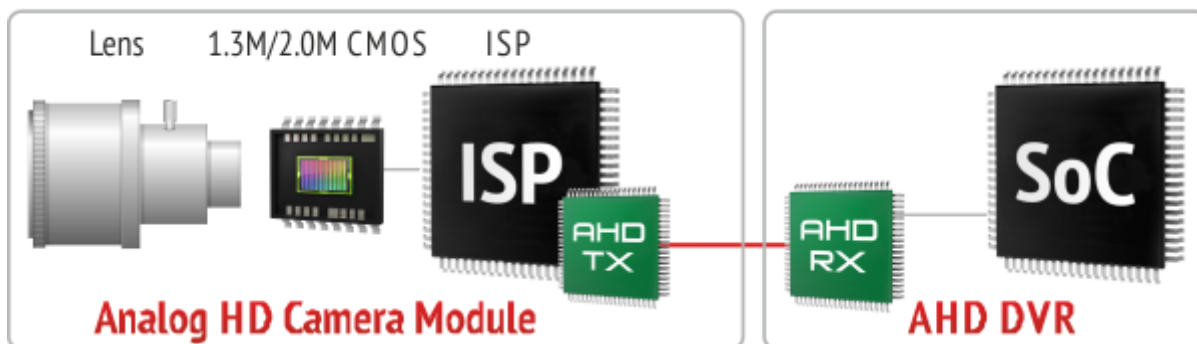 Lens 1.3M/2.0M CMOS ISP
ISP
SoC
AHD
TX
AHD
RX
Analog HD Camera Module
AHD DVR